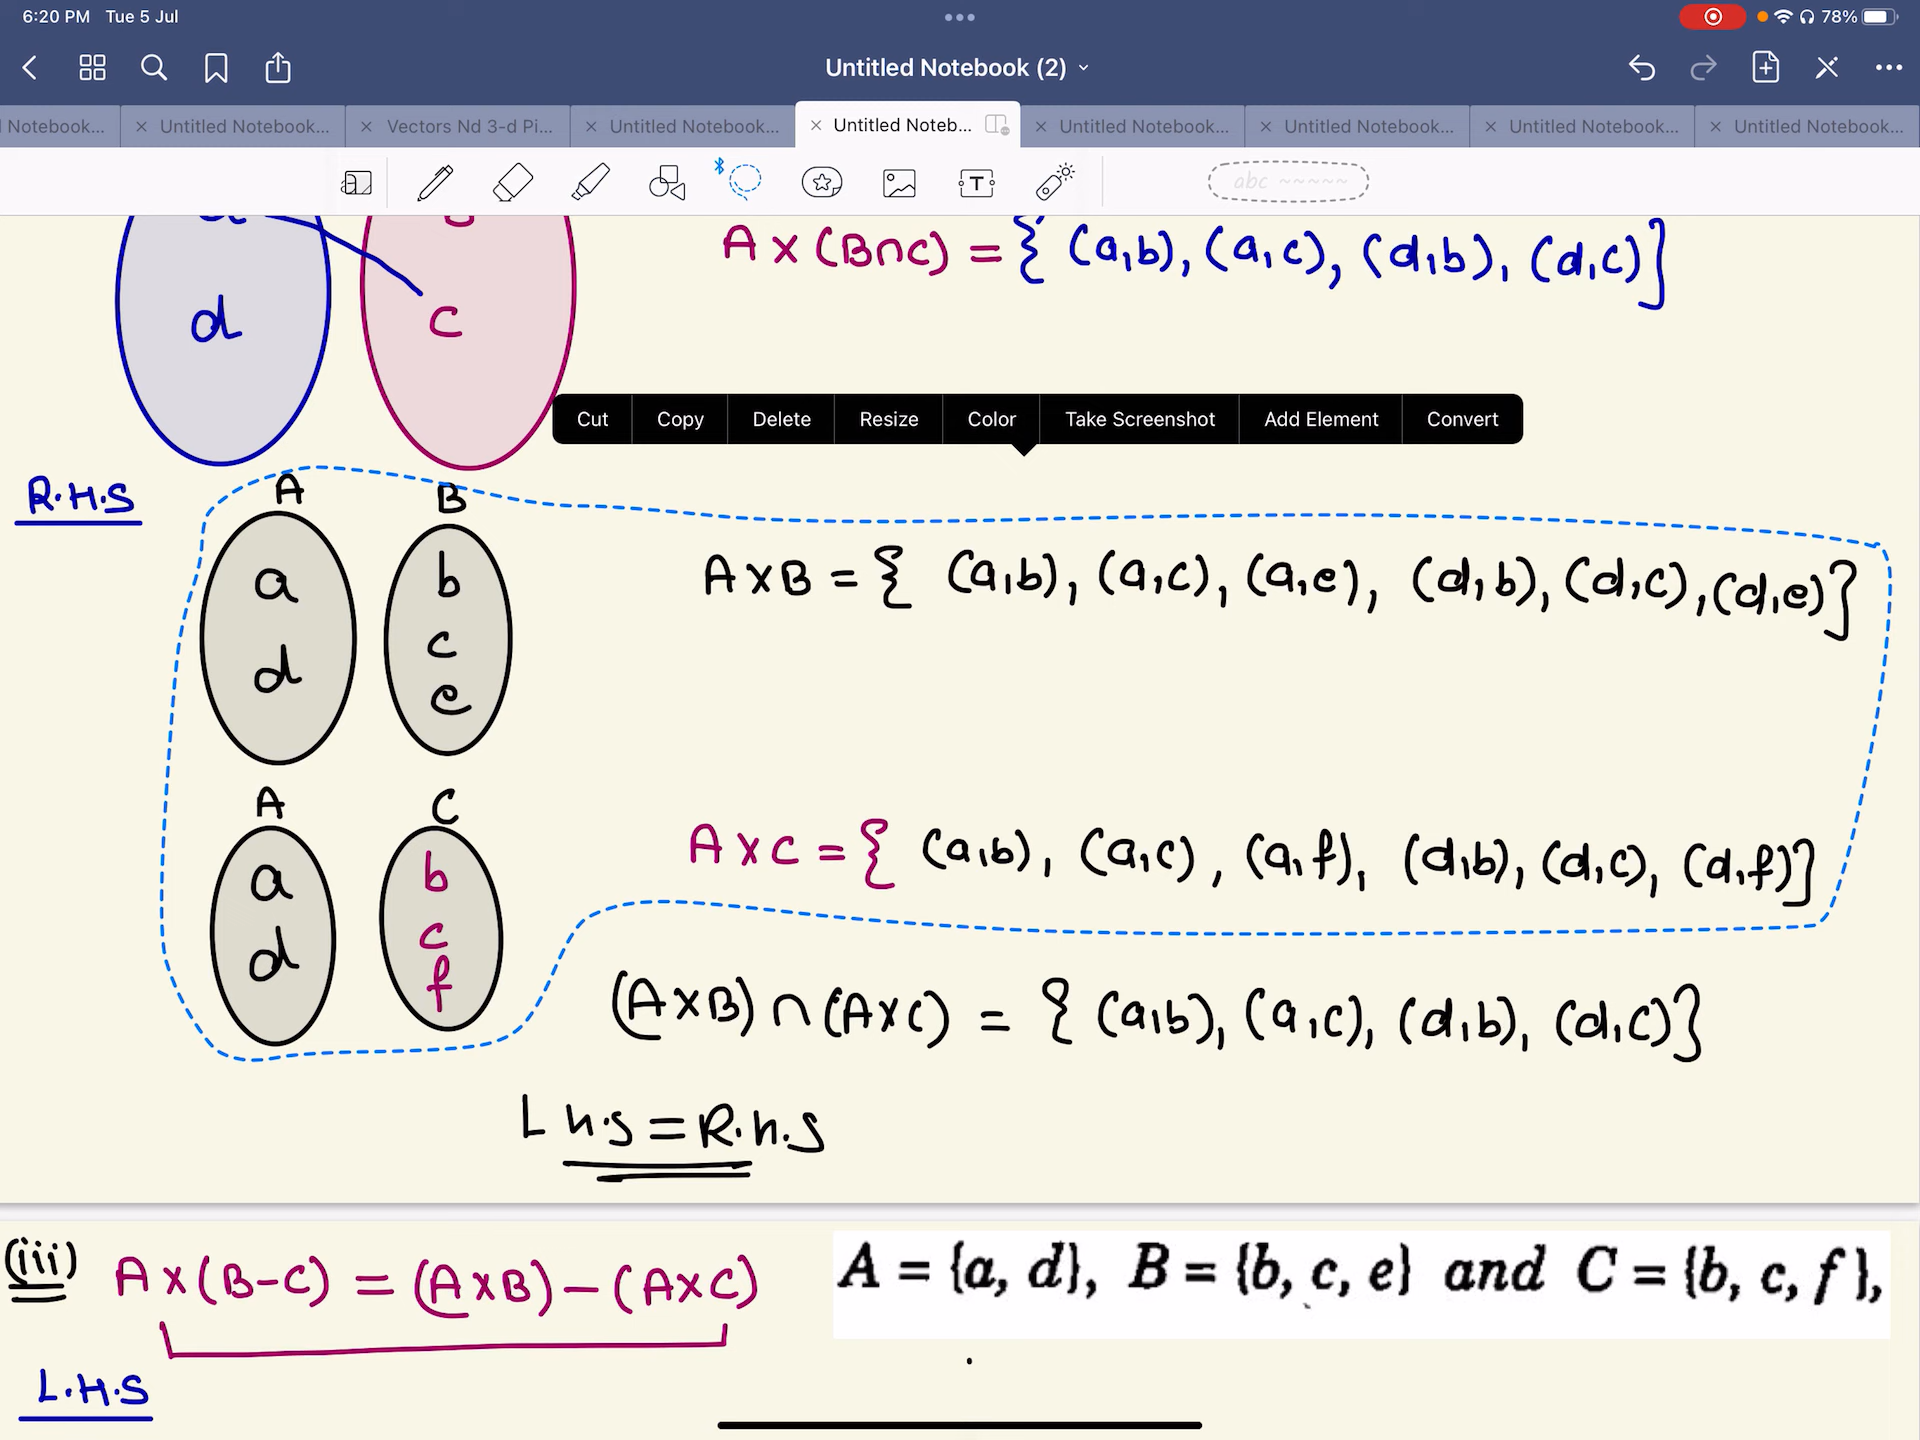 6:20 PM Tue 5 Jul
78%
Untitled Notebook (2)
Notebook... Untitled Notebook... Vectors Nd 3-d Pi... Untitled Notebook... Untitled Noteb... Untitled Notebook... Untitled Notebook... Untitled Notebook... Untitled Notebook...
abc
A × (B∩C) = { (a,b), (a,c), (d,b), (d,c)}
d c
Cut Copy Delete Resize Color Take Screenshot Add Element Convert
R.H.S A B
a b
A×B = { (a,b), (a,c), (a,e), (d,b), (d,c), (d,e)}
d c
e
A C
A×C = { (a,b), (a,c), (a,f), (d,b), (d,c), (d,f)}
a b
d c
f
(A×B) ∩ (A×C) = { (a,b), (a,c), (d,b), (d,c)}
L h.s = R.h.S
(iii) A×(B-C) = (A×B) - (A×C)
A = {a, d}, B = {b, c, e} and C = {b, c, f},
L.H.S